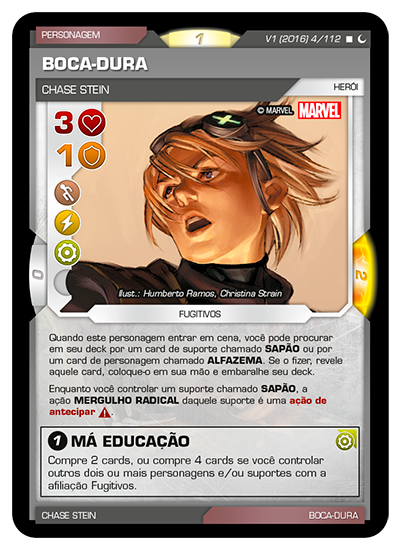 PERSONAGEM
1
V1 (2016) 4/112
BOCA-DURA
CHASE STEIN
HERÓI
© MARVEL MARVEL
3
1
0
2
Illust.: Humberto Ramos, Christina Strain
FUGITIVOS
Quando este personagem entrar em cena, você pode procurar
em seu deck por um card de suporte chamado SAPÃO ou por
um card de personagem chamado ALFAZEMA. Se o fizer, revele
aquele card, coloque-o em sua mão e embaralhe seu deck.
Enquanto você controlar um suporte chamado SAPÃO, a
ação MERGULHO RADICAL daquele suporte é uma ação de
antecipar.
1 MÁ EDUCAÇÃO
Compre 2 cards, ou compre 4 cards se você controlar
outros dois ou mais personagens e/ou suportes com a
afiliação Fugitivos.
CHASE STEIN
BOCA-DURA